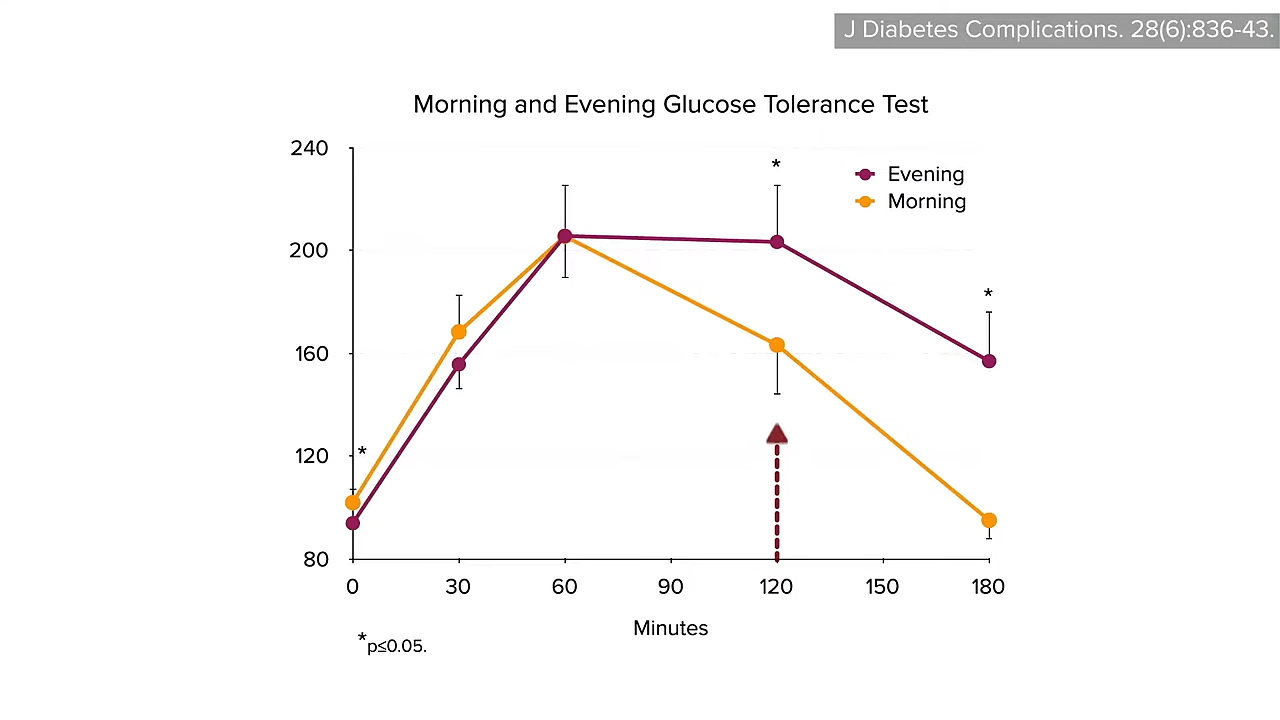 J Diabetes Complications. 28(6):836-43.
Morning and Evening Glucose Tolerance Test
240
200
160
120
80
*
*
*
Evening
Morning
0 30 60 90 120 150 180
Minutes
*p≤0.05.